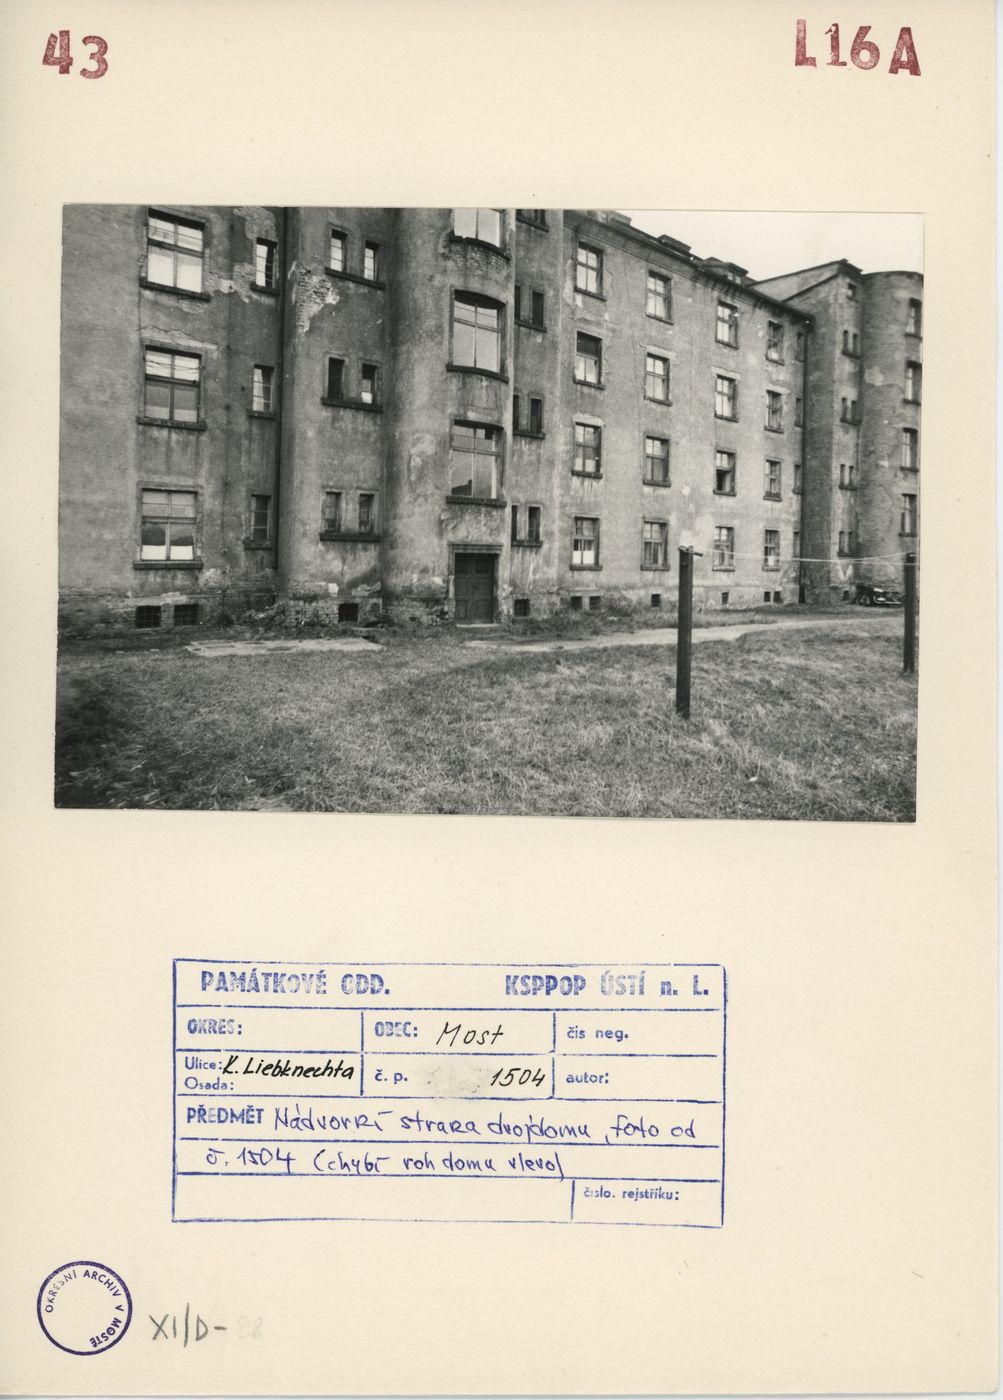 43
L16A
PAMÁTKOVÉ ODD. KSPPOP ÚSTÍ n. L.
OKRES: OBEC: Most čis neg.
Ulice: K. Liebknechta
Osada: č. p. 1504 autor:
PŘEDMĚT Nádvorní strana dvojdomu, foto od
č. 1504 (chybí roh domu vlevo)
číslo. rejstříku:
OKRESNÍ ARCHIV V MOSTĚ
XI/D-